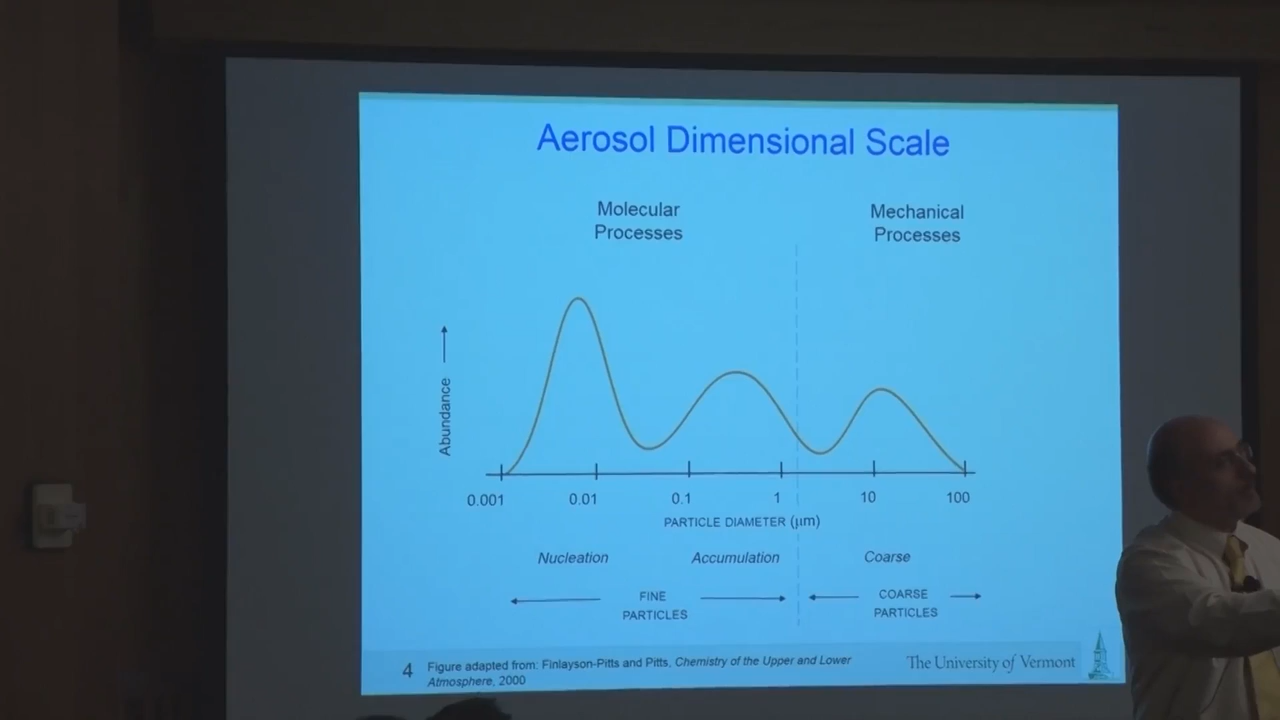 Aerosol Dimensional Scale
Molecular
Processes
Mechanical
Processes
Abundance
0.001
0.01
0.1
1
10
100
PARTICLE DIAMETER (μm)
Nucleation
Accumulation
Coarse
FINE
PARTICLES
COARSE
PARTICLES
4
Figure adapted from: Finlayson-Pitts and Pitts, Chemistry of the Upper and Lower
Atmosphere, 2000
The University of Vermont